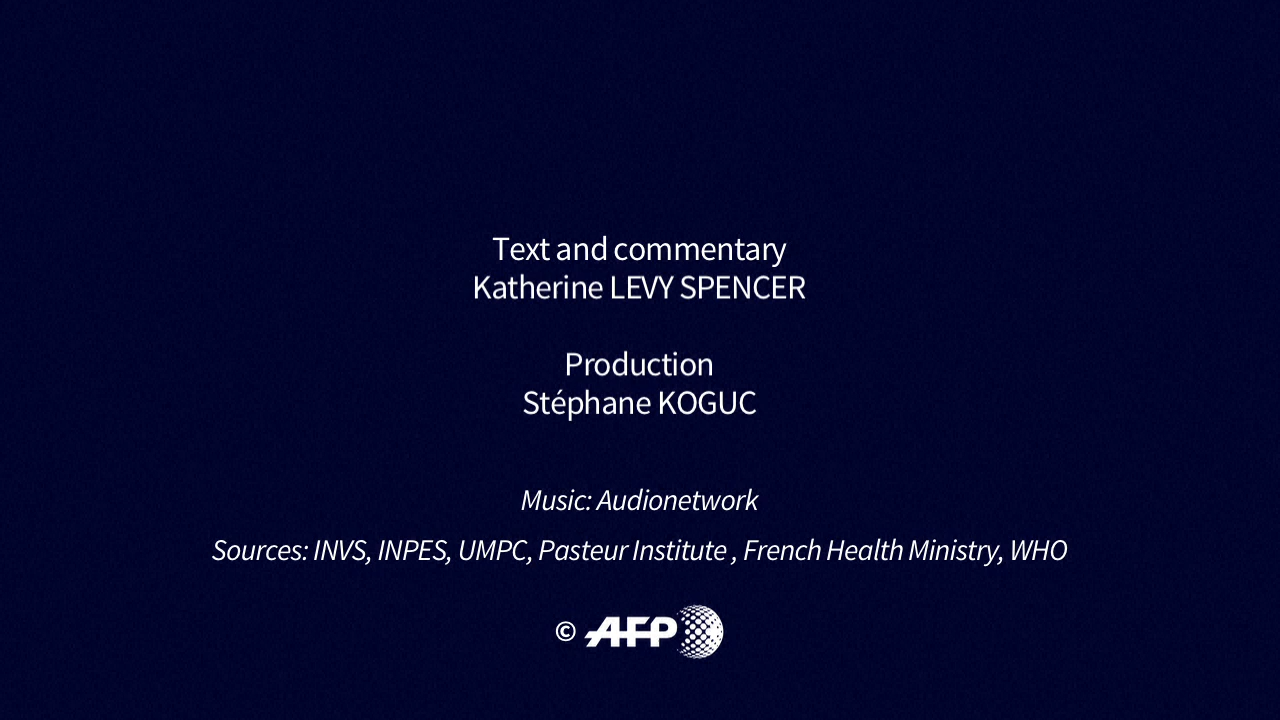 Text and commentary
Katherine LEVY SPENCER
Production
Stéphane KOGUC
Music: Audionetwork
Sources: INVS, INPES, UMPC, Pasteur Institute , French Health Ministry, WHO
© AFP